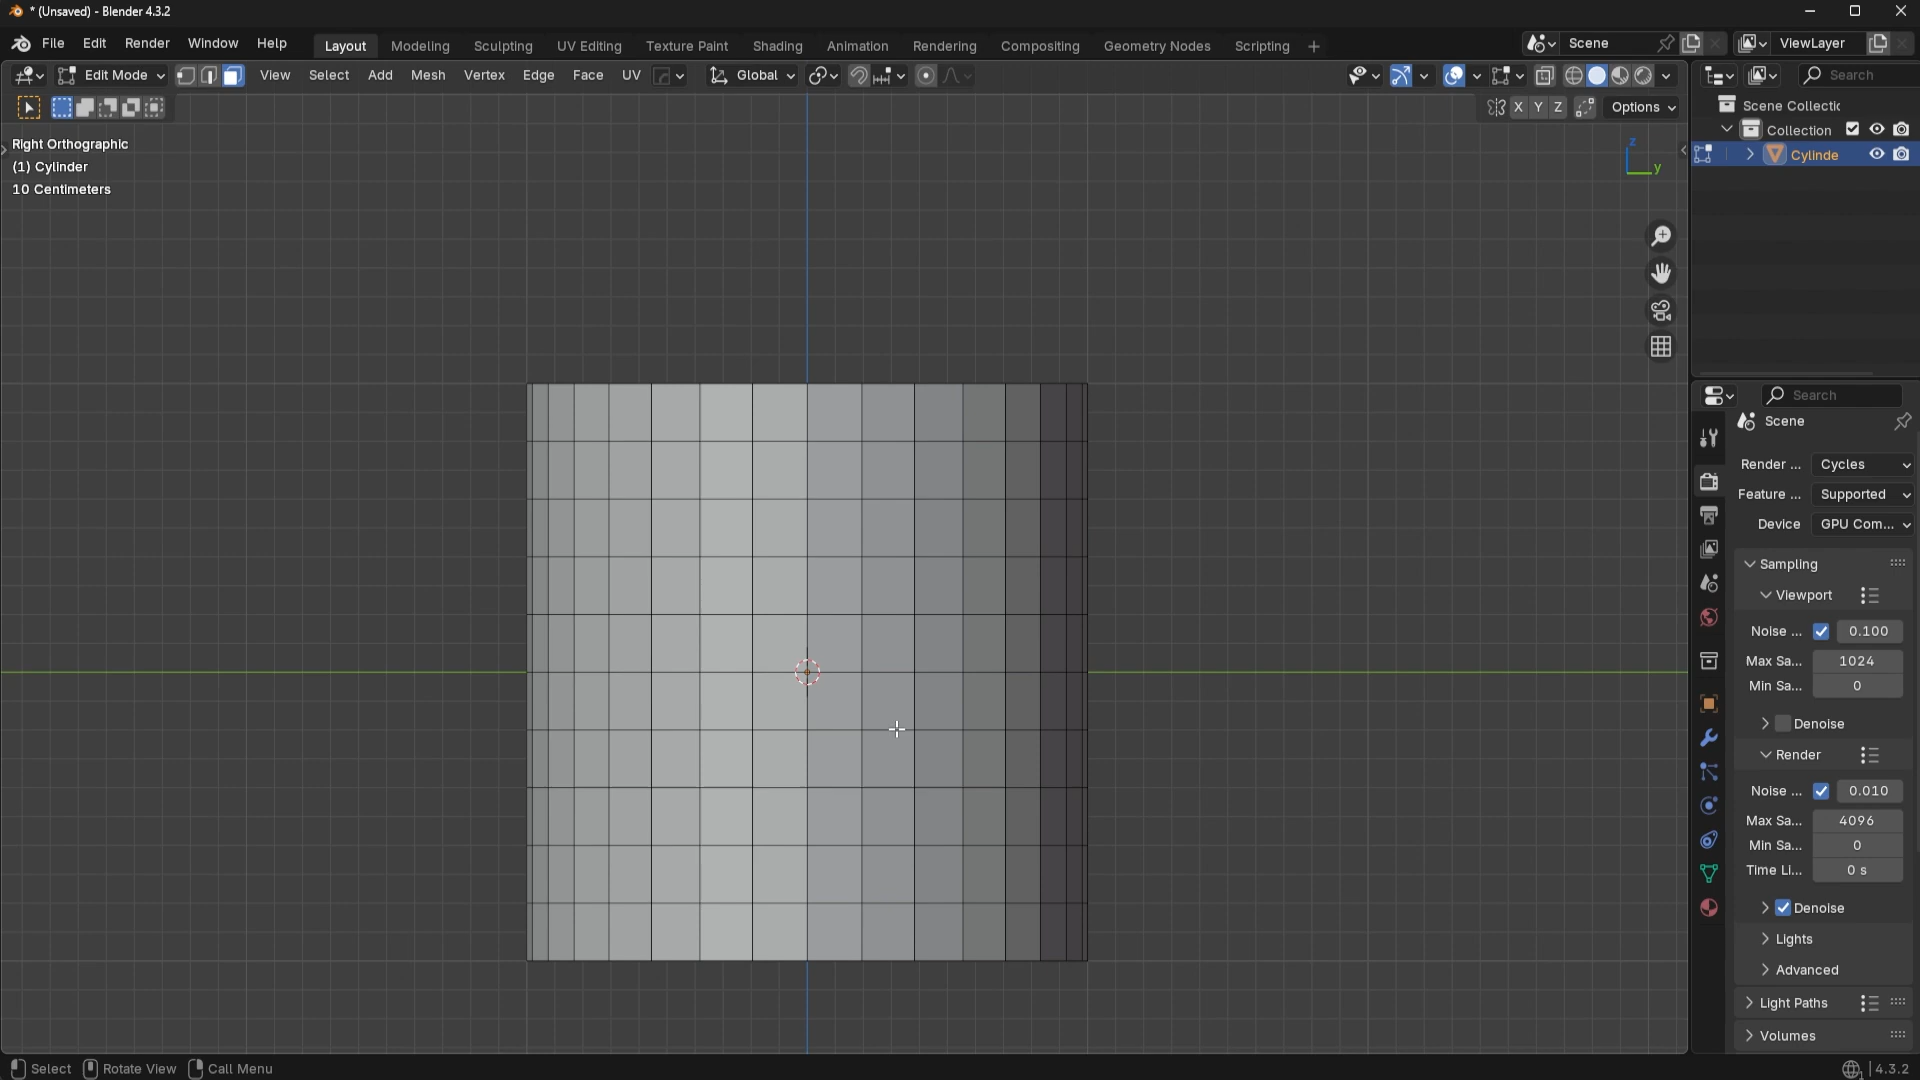 * (Unsaved) - Blender 4.3.2
File Edit Render Window Help Layout Modeling Sculpting UV Editing Texture Paint Shading Animation Rendering Compositing Geometry Nodes Scripting + Scene ViewLayer
Edit Mode View Select Add Mesh Vertex Edge Face UV Global Search
X Y Z Options
Scene Collectic
Collection
Cylinde
Right Orthographic
(1) Cylinder
10 Centimeters
z
y
Search
Scene
Render ... Cycles
Feature ... Supported
Device GPU Com...
Sampling
Viewport
Noise ... 0.100
Max Sa... 1024
Min Sa... 0
Denoise
Render
Noise ... 0.010
Max Sa... 4096
Min Sa... 0
Time Li... 0 s
Denoise
Lights
Advanced
Light Paths
Volumes
Select Rotate View Call Menu 4.3.2